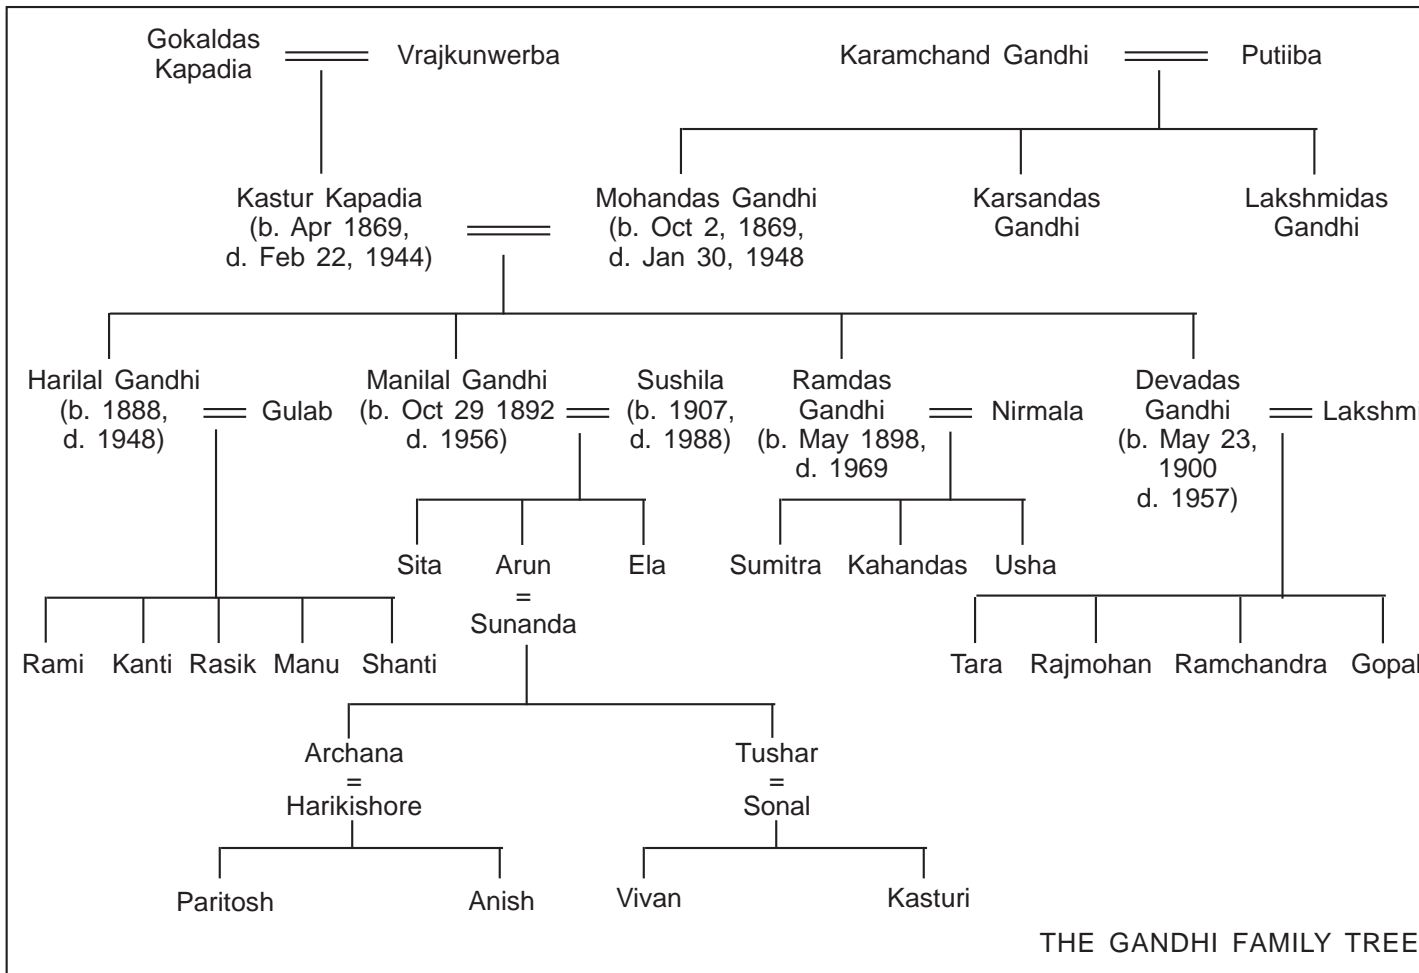 Gokaldas
Kapadia
Vrajkunwerba
Karamchand Gandhi
Putiiba
Kastur Kapadia
(b. Apr 1869,
d. Feb 22, 1944)
Mohandas Gandhi
(b. Oct 2, 1869,
d. Jan 30, 1948
Karsandas
Gandhi
Lakshmidas
Gandhi
Harilal Gandhi
(b. 1888,
d. 1948)
Gulab
Manilal Gandhi
(b. Oct 29 1892
d. 1956)
Sushila
(b. 1907,
d. 1988)
Ramdas
Gandhi
(b. May 1898,
d. 1969
Nirmala
Devadas
Gandhi
(b. May 23,
1900
d. 1957)
Lakshmi
Sita
Arun
=
Sunanda
Ela
Sumitra
Kahandas
Usha
Rami
Kanti
Rasik
Manu
Shanti
Tara
Rajmohan
Ramchandra
Gopal
Archana
=
Harikishore
Tushar
=
Sonal
Paritosh
Anish
Vivan
Kasturi
THE GANDHI FAMILY TREE